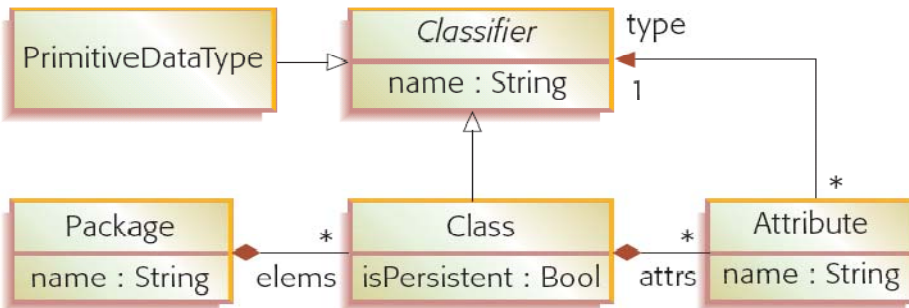 Classifier
type
PrimitiveDataType
name : String
1
*
Package
*
Class
*
Attribute
name : String
elems
isPersistent : Bool
attrs
name : String